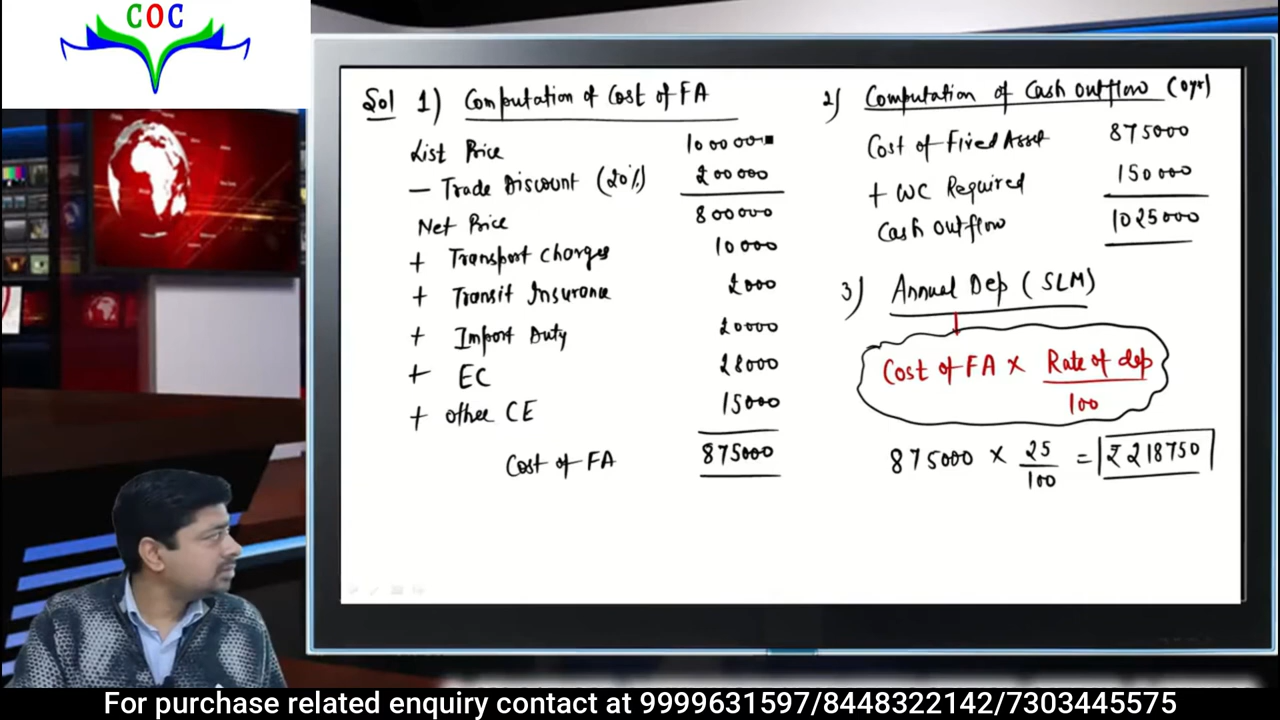 COC
Sol 1) Computation of Cost of FA
List Price 1000000
- Trade Discount (20%) 200000
Net Price 800000
+ Transport Charges 10000
+ Transit Insurance 2000
+ Import Duty 20000
+ EC 28000
+ other CE 15000
Cost of FA 875000
2) Computation of Cash Outflow (0yr)
Cost of Fixed Asset 875000
+ WC Required 150000
Cash Outflow 1025000
3) Annual Dep (SLM)
Cost of FA × Rate of dep
100
875000 × 25/100 = ₹218750
For purchase related enquiry contact at 9999631597/8448322142/7303445575